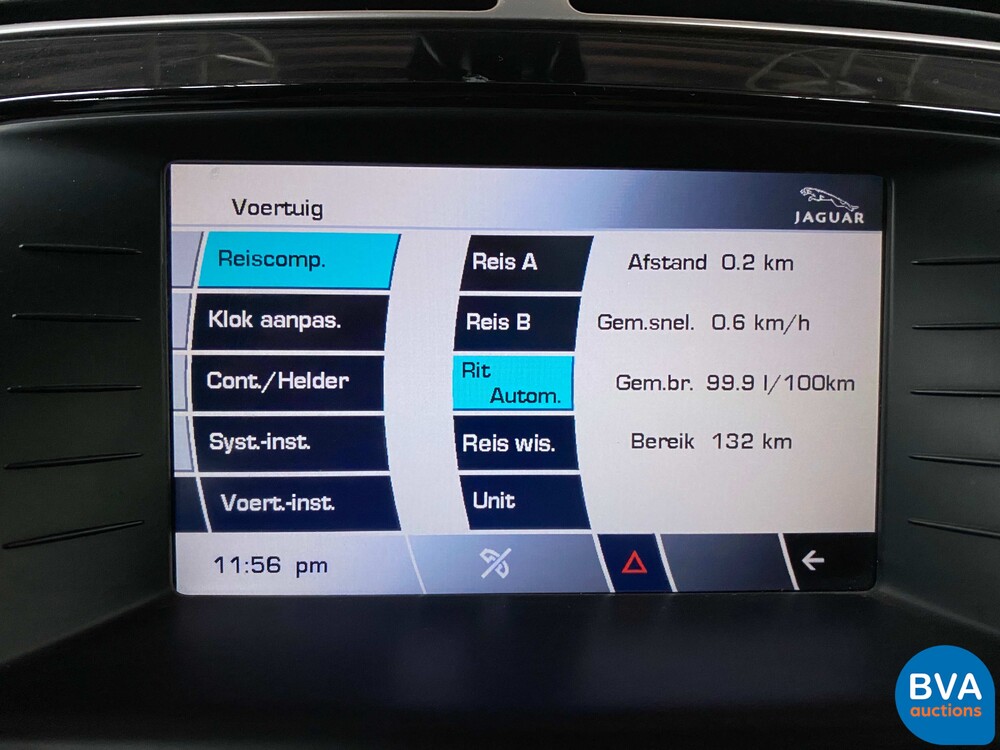 Voertuig
JAGUAR
Reiscomp.
Klok aanpas.
Cont./Helder
Syst.-inst.
Voert.-inst.
Reis A
Reis B
Rit
Autom.
Reis wis.
Unit
Afstand 0.2 km
Gem.snel. 0.6 km/h
Gem.br. 99.9 l/100km
Bereik 132 km
11:56 pm
BVA
auctions